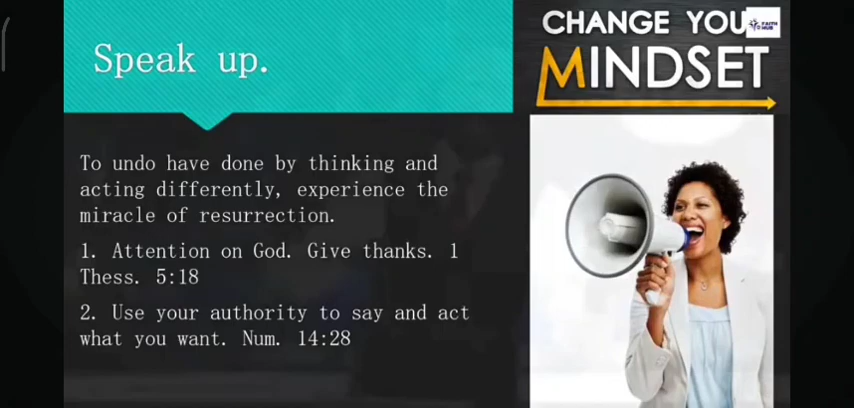 Speak up.
CHANGE YOU
FAITH
HUB
MINDSET
To undo have done by thinking and
acting differently, experience the
miracle of resurrection.
1. Attention on God. Give thanks. 1
Thess. 5:18
2. Use your authority to say and act
what you want. Num. 14:28